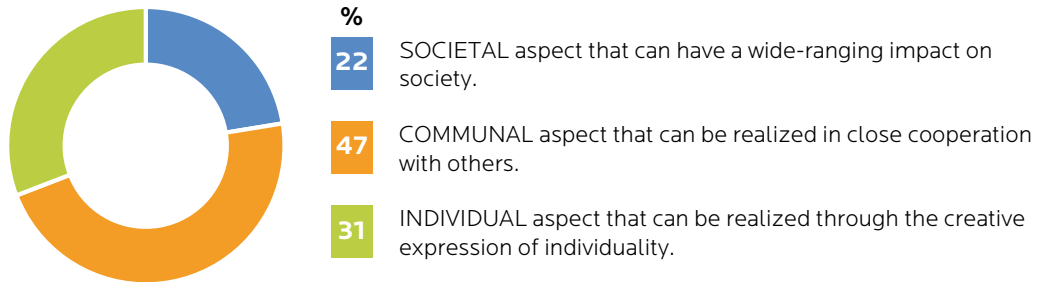 %
22
SOCIETAL aspect that can have a wide-ranging impact on
society.
47
COMMUNAL aspect that can be realized in close cooperation
with others.
31
INDIVIDUAL aspect that can be realized through the creative
expression of individuality.